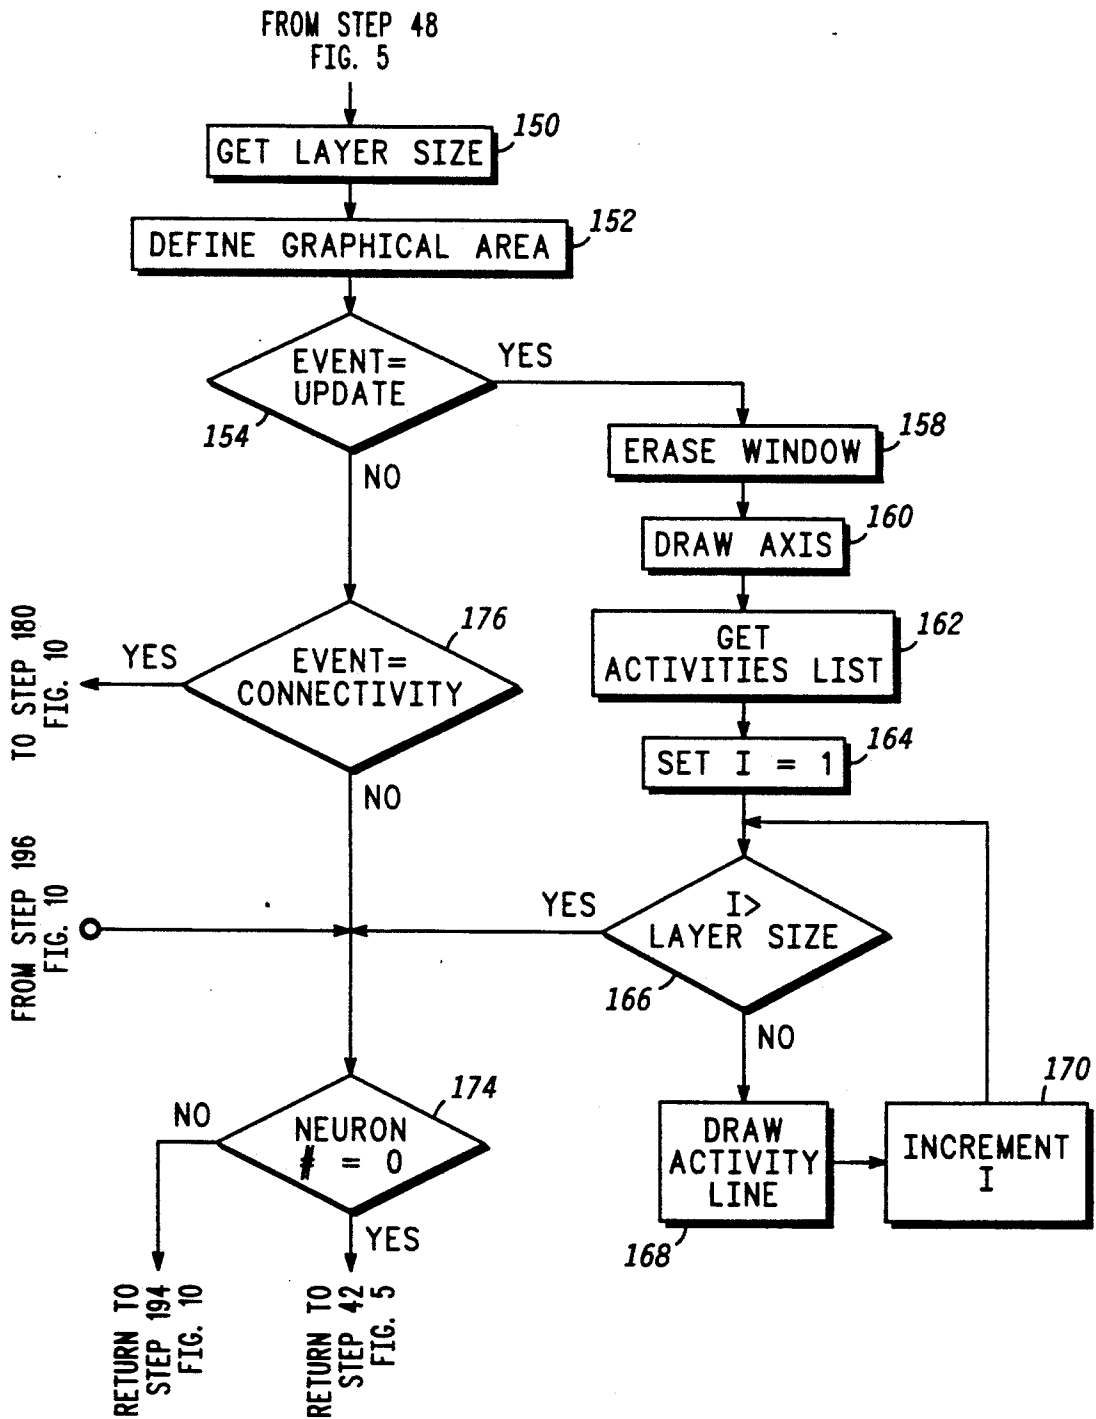 FROM STEP 48
FIG. 5
150
GET LAYER SIZE
152
DEFINE GRAPHICAL AREA
EVENT=
UPDATE
YES
154
NO
158
ERASE WINDOW
160
DRAW AXIS
162
GET
ACTIVITIES LIST
164
SET I = 1
176
EVENT=
CONNECTIVITY
YES
TO STEP 180
FIG. 10
NO
FROM STEP 196
FIG. 10
YES
I>
LAYER SIZE
166
NO
170
DRAW
ACTIVITY
LINE
168
INCREMENT
I
174
NEURON
# = 0
NO
YES
RETURN TO
STEP 194
FIG. 10
RETURN TO
STEP 42
FIG. 5